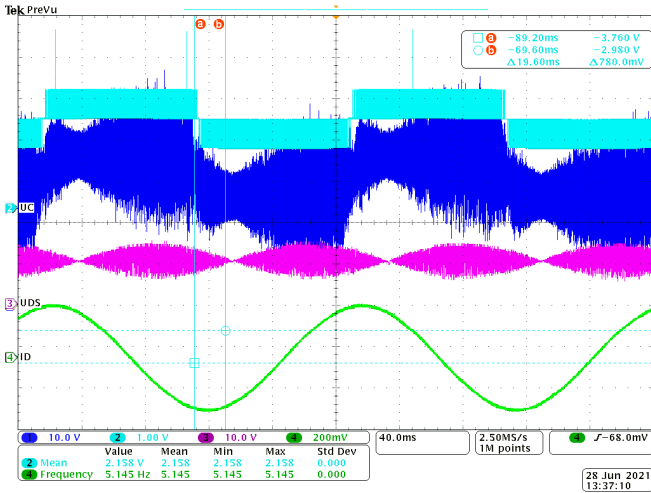 Tek PreVu
a b
a −89.20ms −3.760 V
b −69.60ms −2.980 V
Δ19.60ms Δ780.0mV
2 UC
3 UDS
4 ID
1 10.0 V 2 1.00 V 3 10.0 V 4 200mV
40.0ms
2.50MS/s
1M points
4 −68.0mV
Value Mean Min Max Std Dev
2 Mean 2.158 V 2.158 2.158 2.158 0.000
4 Frequency 5.145 Hz 5.145 5.145 5.145 0.000
28 Jun 2021
13:37:10